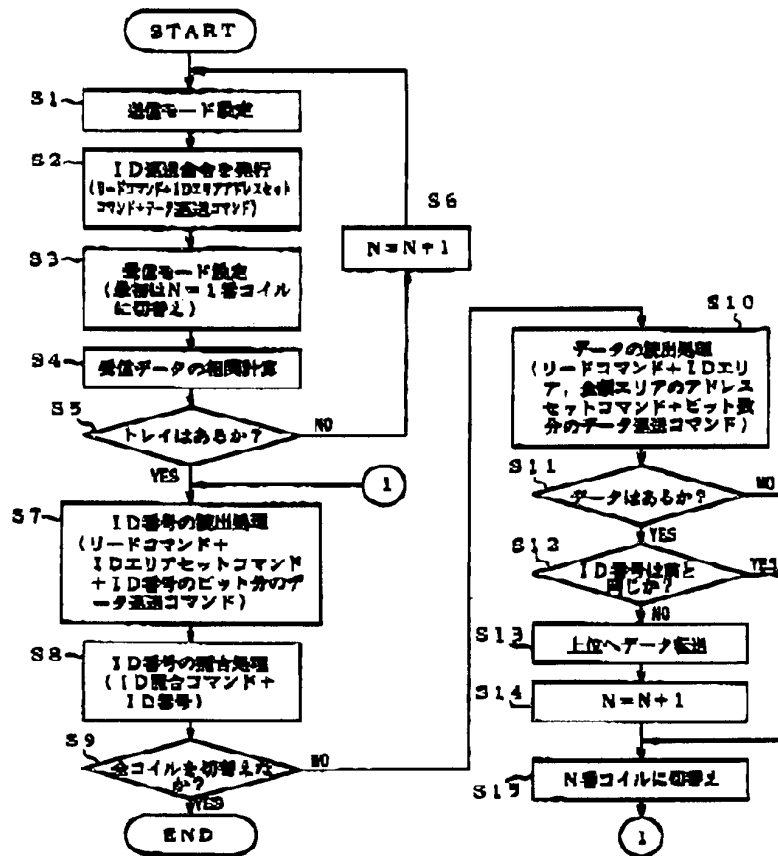 START
S1
送信モード設定
S2
ID返送命令を発行
(リードコマンド+IDエリアアドレスセット
コマンド+データ返送コマンド)
S3
受信モード設定
(最初はN=1番コイル
に切替え)
S4
受信データの相関計算
S5
トレイはあるか?
NO
YES
S6
N=N+1
1
S7
ID番号の読出処理
(リードコマンド+
IDエリアセットコマンド
+ID番号のビット分のデ
ータ返送コマンド)
S8
ID番号の照合処理
(ID照合コマンド+
ID番号)
S9
全コイルを切替えた
か?
NO
YES
END
S10
データの読出処理
(リードコマンド+IDエリ
ア,金額エリアのアドレス
セットコマンド+ビット数
分のデータ返送コマンド)
S11
データはあるか?
NO
YES
S12
ID番号は前と
同じか?
YES
NO
S13
上位へデータ転送
S14
N=N+1
S15
N番コイルに切替え
1